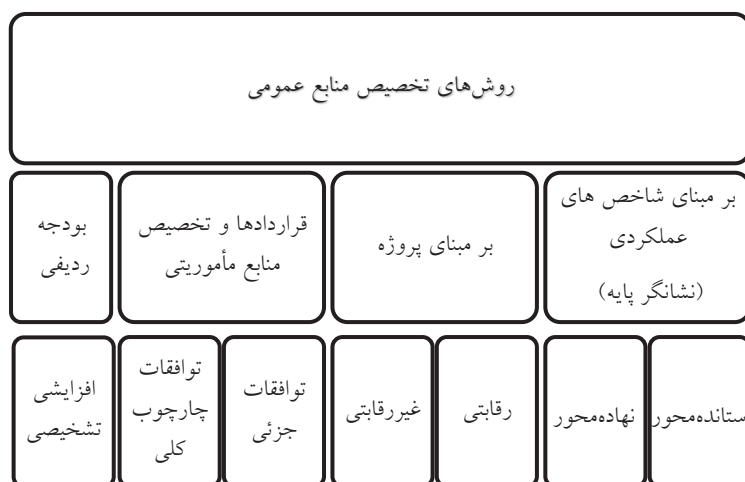 روش‌های تخصیص منابع عمومی
بر مبنای شاخص های
عملکردی
(نشانگر پایه)
بر مبنای پروژه
قراردادها و تخصیص
منابع مأموریتی
بودجه
ردیفی
ستانده‌محور
نهاده‌محور
رقابتی
غیررقابتی
توافقات
جزئی
توافقات
چارچوب
کلی
افزایشی
تشخیصی